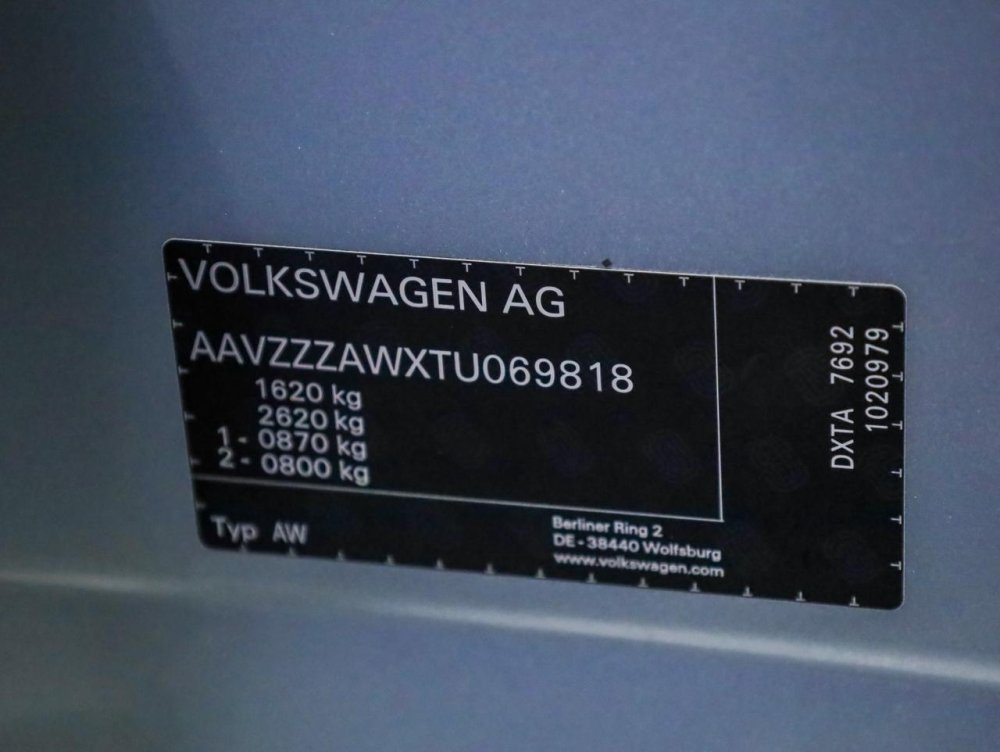 VOLKSWAGEN AG
AAVZZZAWXTU069818
1620 kg
2620 kg
1 - 0870 kg
2 - 0800 kg
Typ AW
Berliner Ring 2
DE - 38440 Wolfsburg
www.volkswagen.com
DXTA 7692
1020979